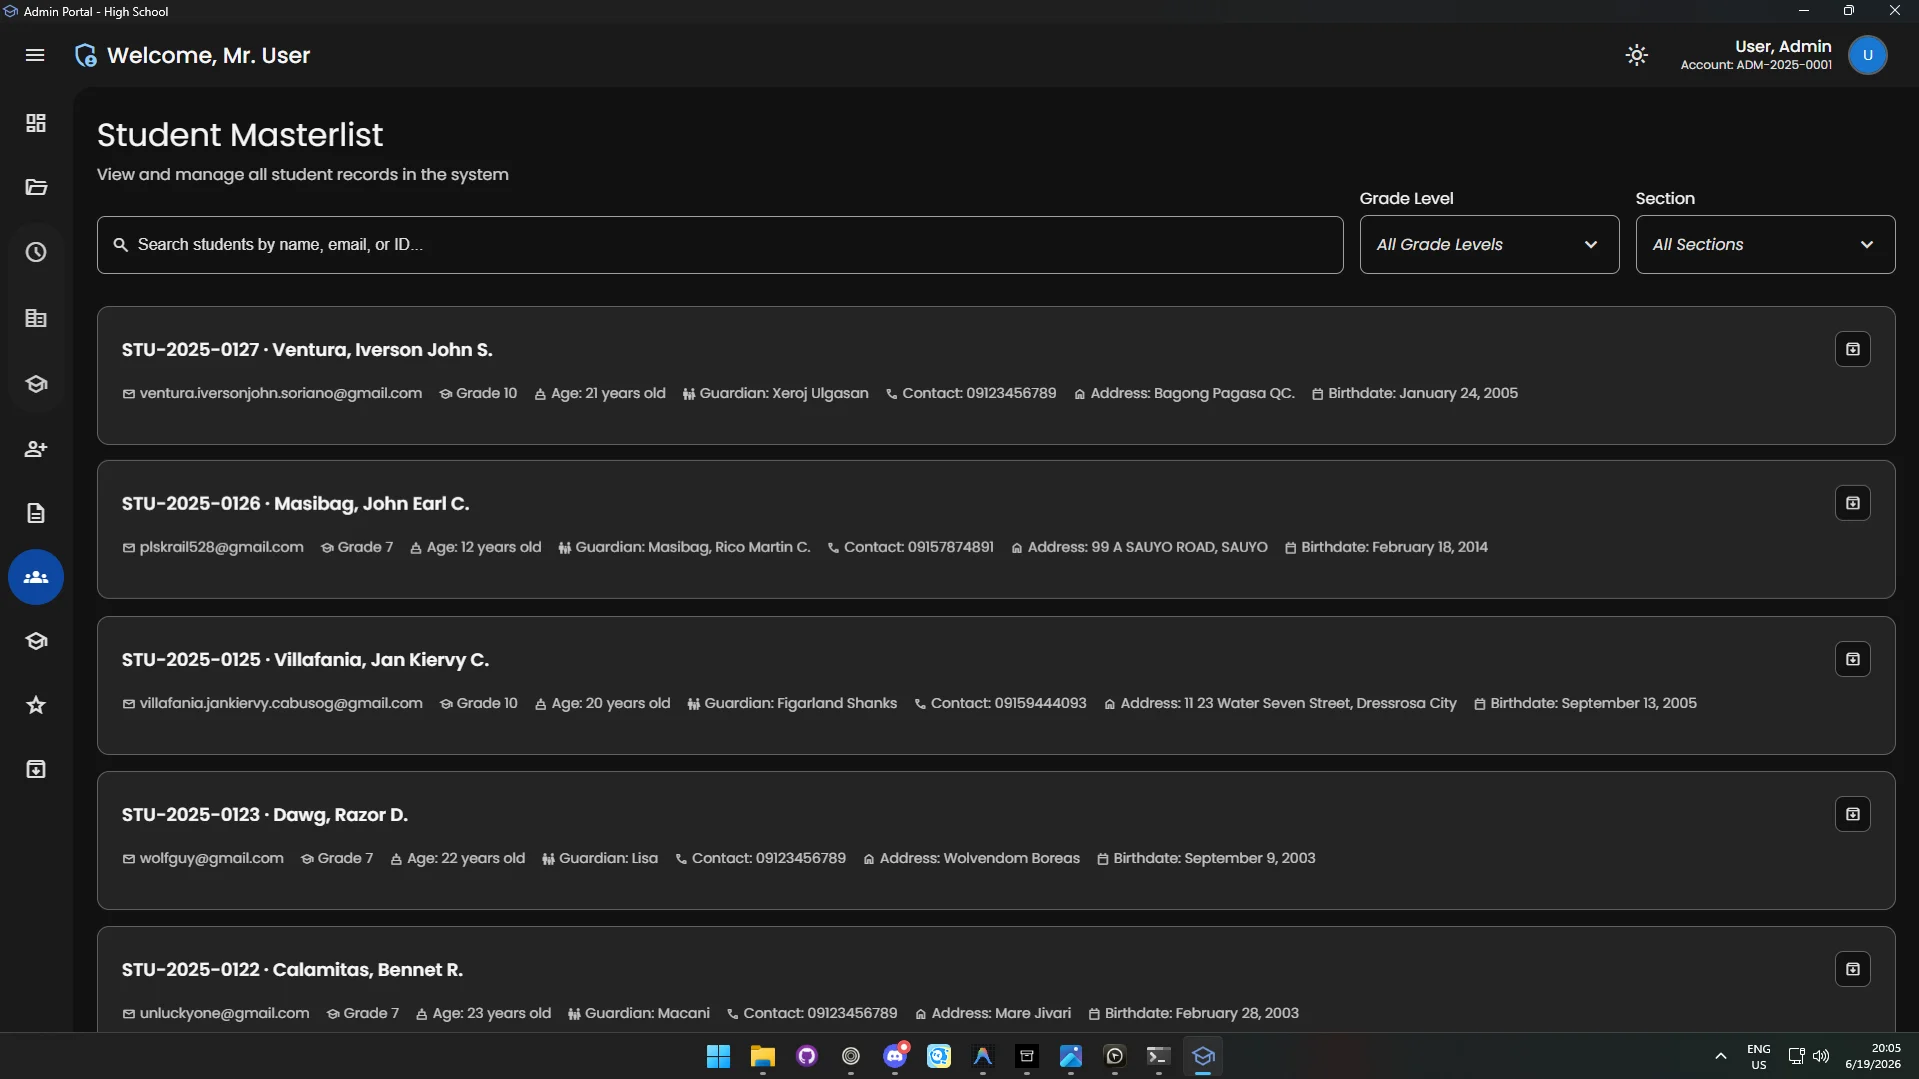 Admin Portal - High School
Welcome, Mr. User
User, Admin
Account: ADM-2025-0001
U
Student Masterlist
View and manage all student records in the system
Grade Level
Section
Search students by name, email, or ID...
All Grade Levels
All Sections
STU-2025-0127 · Ventura, Iverson John S.
ventura.iversonjohn.soriano@gmail.com Grade 10 Age: 21 years old Guardian: Xeroj Ulgasan Contact: 09123456789 Address: Bagong Pagasa QC. Birthdate: January 24, 2005
STU-2025-0126 · Masibag, John Earl C.
plskrail528@gmail.com Grade 7 Age: 12 years old Guardian: Masibag, Rico Martin C. Contact: 09157874891 Address: 99 A SAUYO ROAD, SAUYO Birthdate: February 18, 2014
STU-2025-0125 · Villafania, Jan Kiervy C.
villafania.jankiervy.cabusog@gmail.com Grade 10 Age: 20 years old Guardian: Figarland Shanks Contact: 09159444093 Address: 11 23 Water Seven Street, Dressrosa City Birthdate: September 13, 2005
STU-2025-0123 · Dawg, Razor D.
wolfguy@gmail.com Grade 7 Age: 22 years old Guardian: Lisa Contact: 09123456789 Address: Wolvendom Boreas Birthdate: September 9, 2003
STU-2025-0122 · Calamitas, Bennet R.
unluckyone@gmail.com Grade 7 Age: 23 years old Guardian: Macani Contact: 09123456789 Address: Mare Jivari Birthdate: February 28, 2003
ENG
US
20:05
6/19/2026